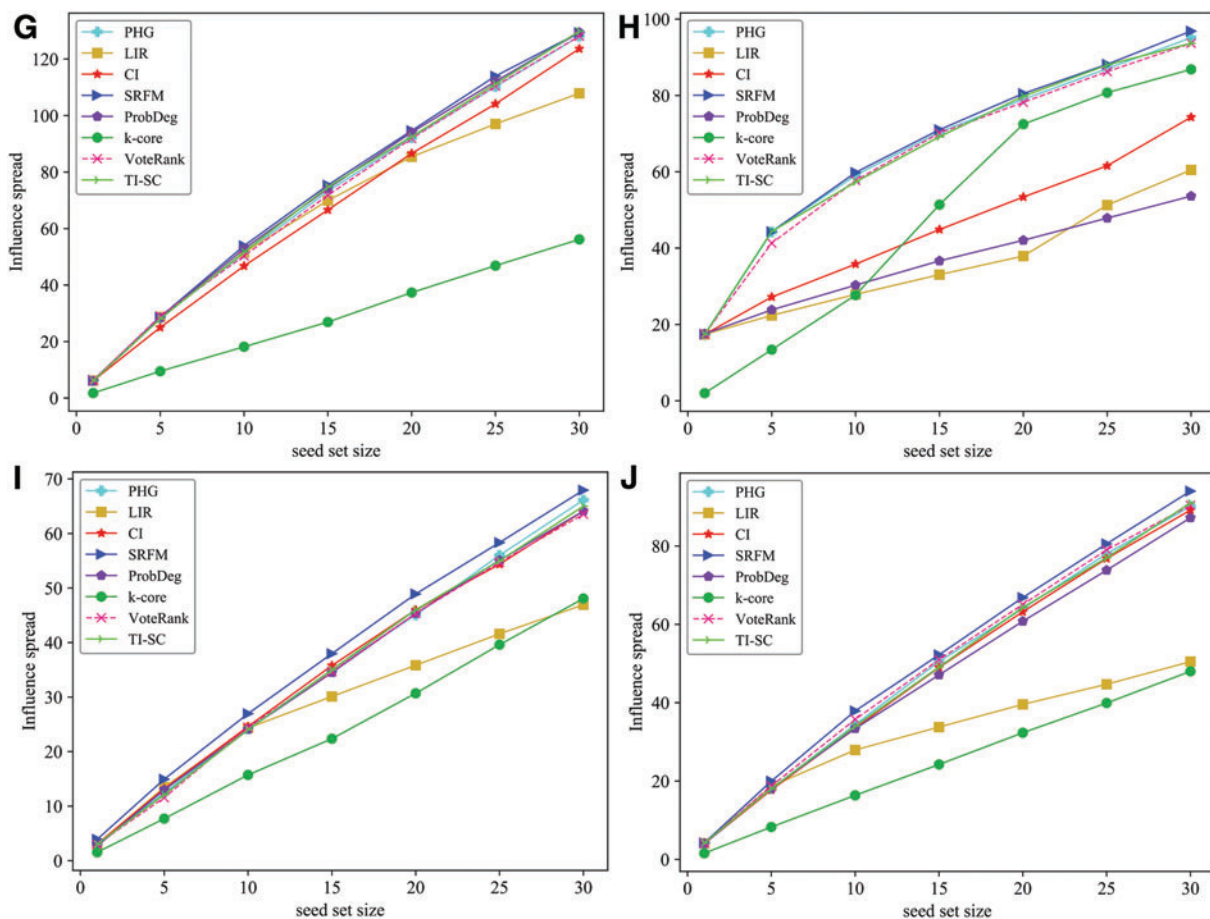 G
PHG
LIR
CI
SRFM
ProbDeg
k-core
VoteRank
TI-SC
Influence spread
120
100
80
60
40
20
0
0 5 10 15 20 25 30
seed set size
H
PHG
LIR
CI
SRFM
ProbDeg
k-core
VoteRank
TI-SC
Influence spread
100
80
60
40
20
0
0 5 10 15 20 25 30
seed set size
I
PHG
LIR
CI
SRFM
ProbDeg
k-core
VoteRank
TI-SC
Influence spread
70
60
50
40
30
20
10
0
0 5 10 15 20 25 30
seed set size
J
PHG
LIR
CI
SRFM
ProbDeg
k-core
VoteRank
TI-SC
Influence spread
80
60
40
20
0
0 5 10 15 20 25 30
seed set size